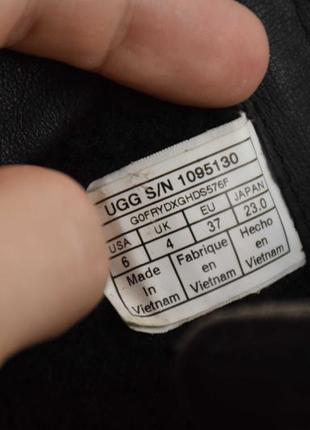 UGG S/N 1095130
G0FRYDXGHDS576F
USA UK EU JAPAN
6 4 37 23.0
Made Fabrique Hecho
In en en
Vietnam Vietnam Vietnam